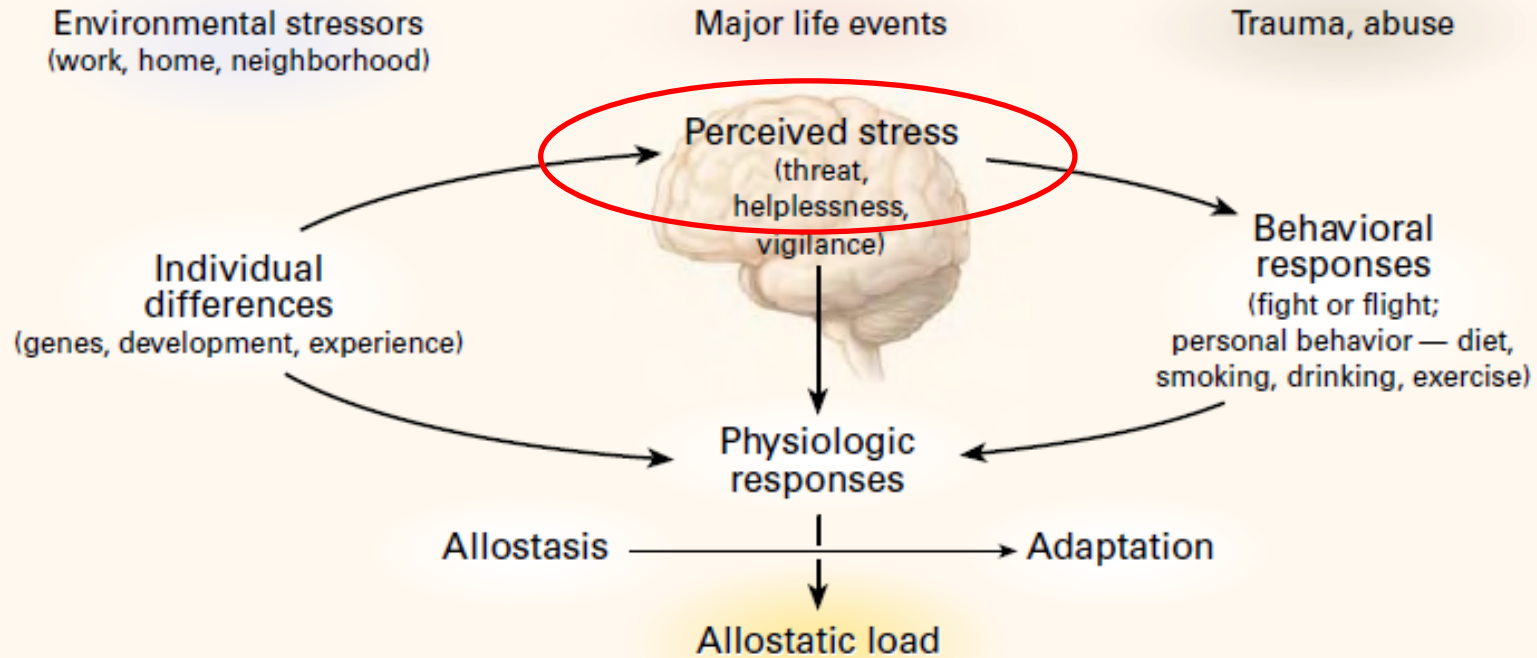 Environmental stressors
(work, home, neighborhood)
Major life events
Trauma, abuse
Perceived stress
(threat,
helplessness,
vigilance)
Individual
differences
(genes, development, experience)
Behavioral
responses
(fight or flight;
personal behavior — diet,
smoking, drinking, exercise)
Physiologic
responses
Allostasis
Adaptation
Allostatic load